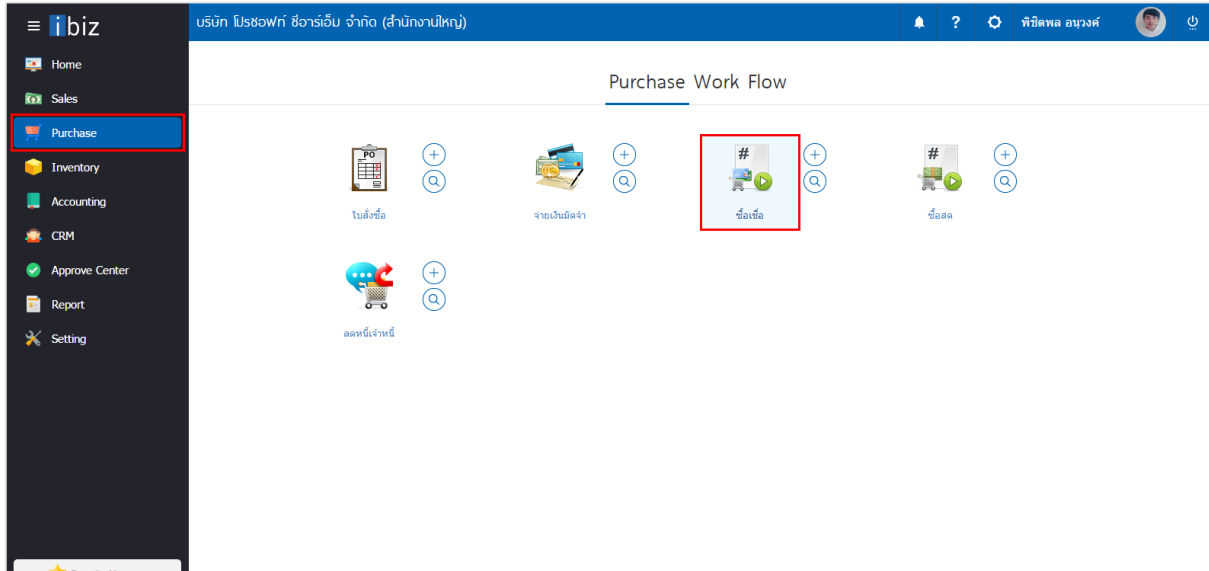 ≡ ibiz
บริษัท โปรซอฟท์ ซีอาร์เอ็ม จำกัด (สำนักงานใหญ่)
? พิชิตพล อนุวงศ์
Home
Sales
Purchase
Inventory
Accounting
CRM
Approve Center
Report
Setting
Purchase Work Flow
PO # #
ใบสั่งซื้อ จ่ายเงินมัดจำ ซื้อเชื่อ ซื้อสด
ลดหนี้เจ้าหนี้